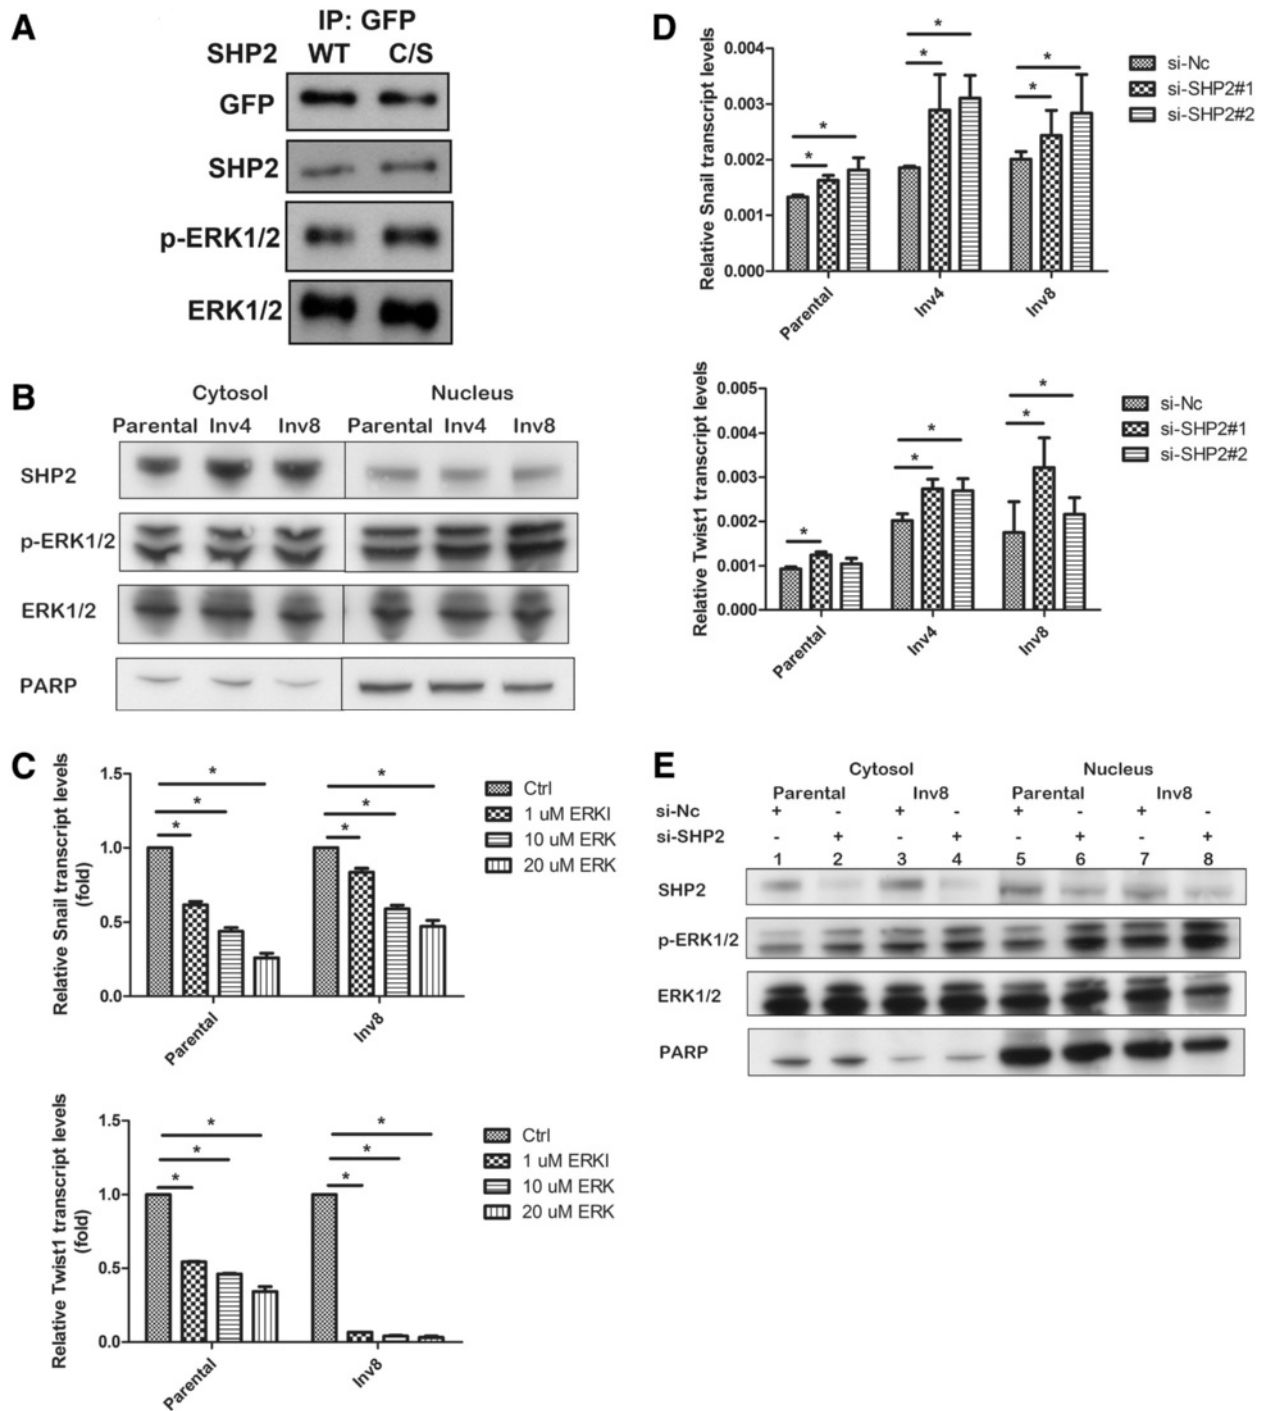 A
IP: GFP
SHP2 WT C/S
GFP
SHP2
p-ERK1/2
ERK1/2
B
Cytosol Nucleus
Parental Inv4 Inv8 Parental Inv4 Inv8
SHP2
p-ERK1/2
ERK1/2
PARP
C
Relative Snail transcript levels
(fold)
1.5
1.0
0.5
0.0
* * *
* * *
Parental Inv8
Ctrl
1 uM ERKI
10 uM ERK
20 uM ERK
Relative Twist1 transcript levels
(fold)
1.5
1.0
0.5
0.0
* * *
* * *
Parental Inv8
Ctrl
1 uM ERKI
10 uM ERK
20 uM ERK
D
Relative Snail transcript levels
0.004
0.003
0.002
0.001
0.000
* *
* *
* *
Parental Inv4 Inv8
si-Nc
si-SHP2#1
si-SHP2#2
Relative Twist1 transcript levels
0.005
0.004
0.003
0.002
0.001
0.000
*
* *
* *
Parental Inv4 Inv8
si-Nc
si-SHP2#1
si-SHP2#2
E
Cytosol Nucleus
Parental Inv8 Parental Inv8
si-Nc + - + - + - + -
si-SHP2 - + - + - + - +
1 2 3 4 5 6 7 8
SHP2
p-ERK1/2
ERK1/2
PARP